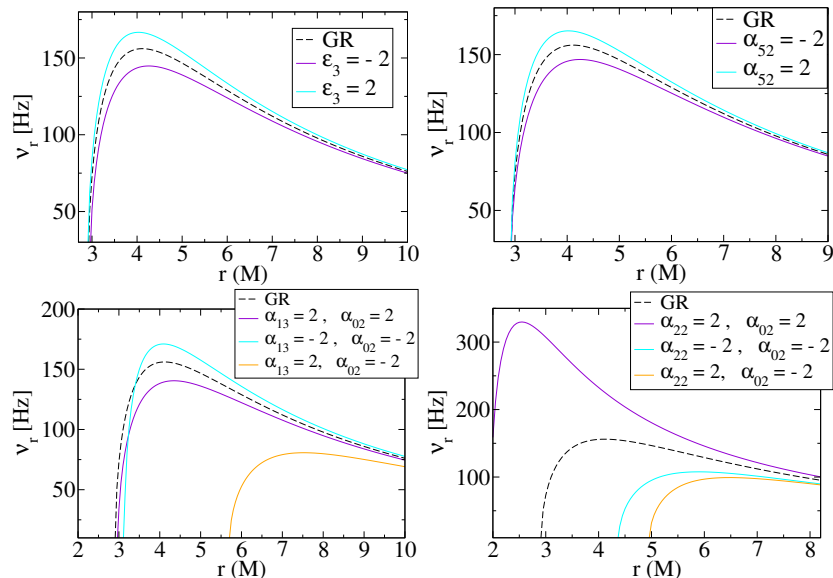 GR
ε3 = - 2
ε3 = 2
150
100
50
νr [Hz]
3 4 5 6 7 8 9 10
r (M)
GR
α52 = - 2
α52 = 2
150
100
50
νr [Hz]
3 4 5 6 7 8 9
r (M)
GR
α13 = 2 , α02 = 2
α13 = - 2 , α02 = - 2
α13 = 2, α02 = - 2
200
150
100
50
νr [Hz]
2 3 4 5 6 7 8 9 10
r (M)
GR
α22 = 2 , α02 = 2
α22 = - 2 , α02 = - 2
α22 = 2 , α02 = - 2
300
200
100
νr [Hz]
2 3 4 5 6 7 8
r (M)